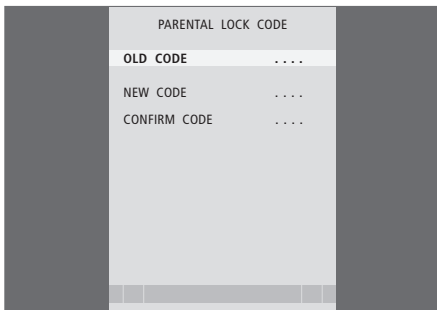 PARENTAL LOCK CODE
OLD CODE ....
NEW CODE ....
CONFIRM CODE ....